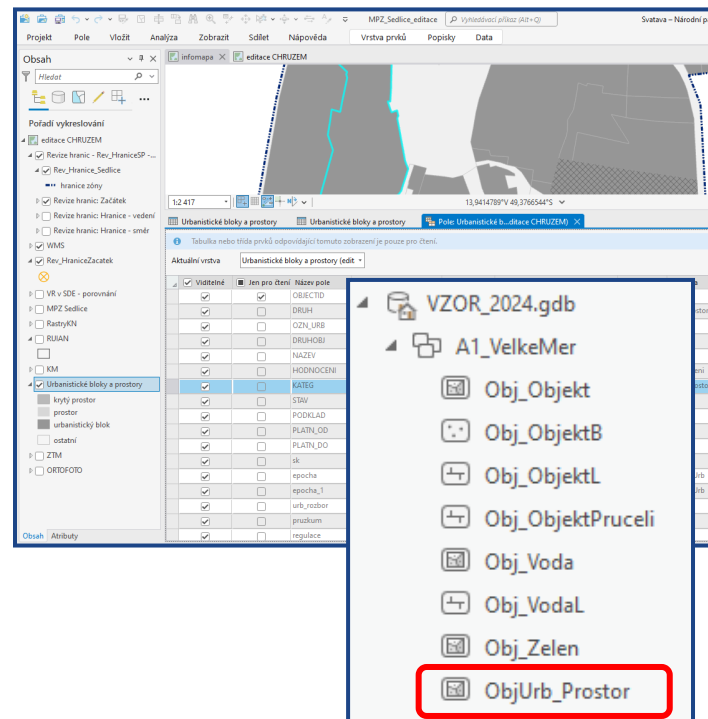 MPZ_Sedlice_editace
Vyhledávací příkaz (Alt+Q)
Svatava – Národní p
Projekt Pole Vložit Analýza Zobrazit Sdílet Nápověda Vrstva prvků Popisky Data
Obsah
infomapa
editace CHRUZEM
Hledat
Pořadí vykreslování
editace CHRUZEM
Revize hranic - Rev_HraniceSP -...
Rev_Hranice_Sedlice
hranice zóny
Revize hranic: Začátek
Revize hranic: Hranice - vedení
Revize hranic: Hranice - směr
WMS
Rev_HraniceZacatek
VR v SDE - porovnání
MPZ Sedlice
RastryKN
RUIAN
KM
Urbanistické bloky a prostory
krytý prostor
prostor
urbanistický blok
ostatní
ZTM
ORTOFOTO
Obsah Atributy
1:2 417
13,9414789°V 49,3766544°S
Urbanistické bloky a prostory
Urbanistické bloky a prostory
Pole: Urbanistické b...ditace CHRUZEM)
Tabulka nebo třída prvků odpovídající tomuto zobrazení je pouze pro čtení.
Aktuální vrstva
Urbanistické bloky a prostory (edit
Viditelné Jen pro čtení Název pole
OBJECTID
DRUH
OZN_URB
DRUHOBJ
NAZEV
HODNOCENI
KATEG
STAV
PODKLAD
PLATN_OD
PLATN_DO
sk
epocha
epocha_1
urb_rozbor
pruzkum
regulace
VZOR_2024.gdb
A1_VelkeMer
Obj_Objekt
Obj_ObjektB
Obj_ObjektL
Obj_ObjektPruceli
Obj_Voda
Obj_VodaL
Obj_Zelen
ObjUrb_Prostor